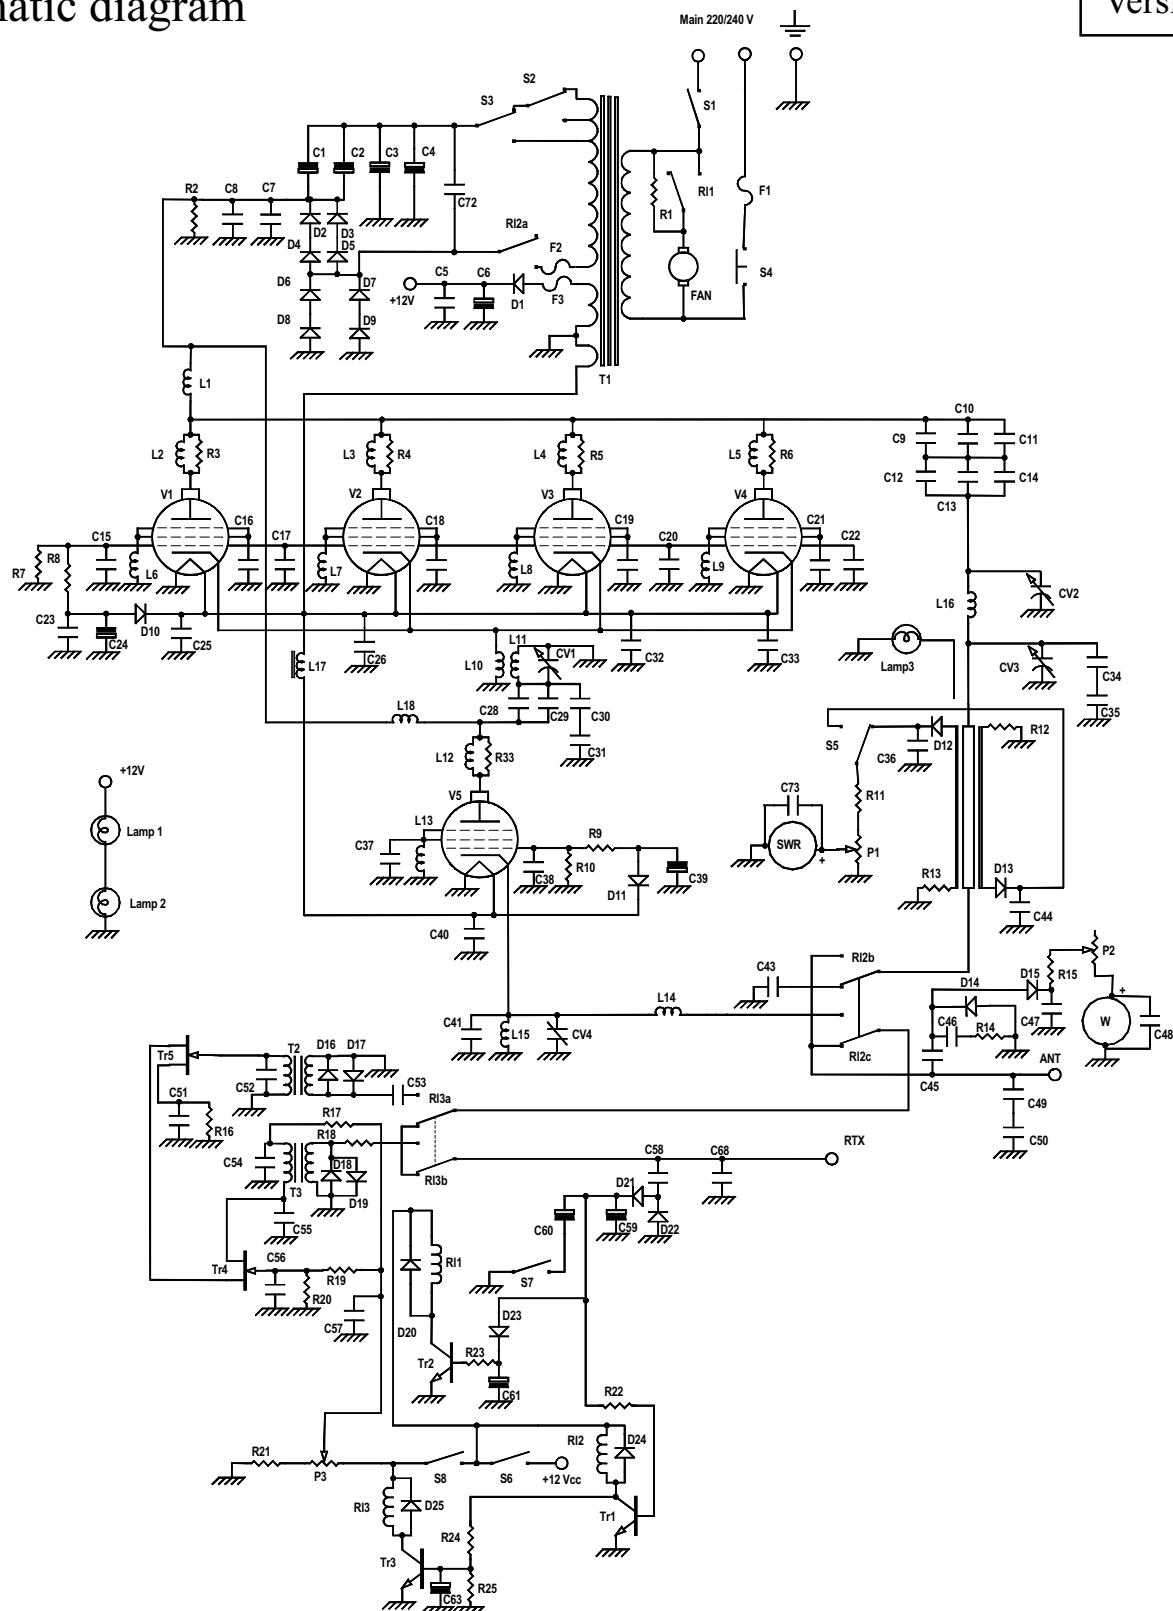 matic diagram
Versi
Main 220/240 V
S2
S3
S1
C1 C2 C3 C4
R2 C8 C7
C72
R1 Rl1
F1
D2 D3
D4 D5
Rl2a
F2
D6 D7
C5 C6
+12V
D1 F3
FAN
S4
D8 D9
L1
T1
C10
C9 C11
L2 R3
L3 R4
L4 R5
L5 R6
C12 C14
C13
V1 V2 V3 V4
C15 C16 C17 C18 C19 C20 C21 C22
R7 R8
L6 L7 L8 L9
L16 CV2
C23 C24 D10 C25
C26
C32 C33
L17
L10 L11 CV1
Lamp3
CV3 C34
C35
L18
C28 C29 C30
C31
L12 R33
S5
C36 D12
R12
+12V
Lamp 1
Lamp 2
V5
L13
C37
R9
C38 R10
D11 C39
C73
SWR
+
R11
P1
R13
D13
C44
C40
Rl2b
C43
L14
D14 D15 R15 P2
+
W
C48
C46 R14 C47
C41 L15 CV4
Rl2c
ANT
C45
C49
C50
Tr5
T2 D16 D17
C51
C52
C53
R16
Rl3a
R17
R18
C54
D18
T3
D19
Rl3b
RTX
C58 C68
D21
C55
C60 C59 D22
Tr4
C56
R19
R20
Rl1
S7
C57
D20
D23
Tr2
R23
C61
R22
R21
P3
S8 S6
+12 Vcc
Rl2 D24
Rl3 D25
Tr1
R24
Tr3
C63 R25